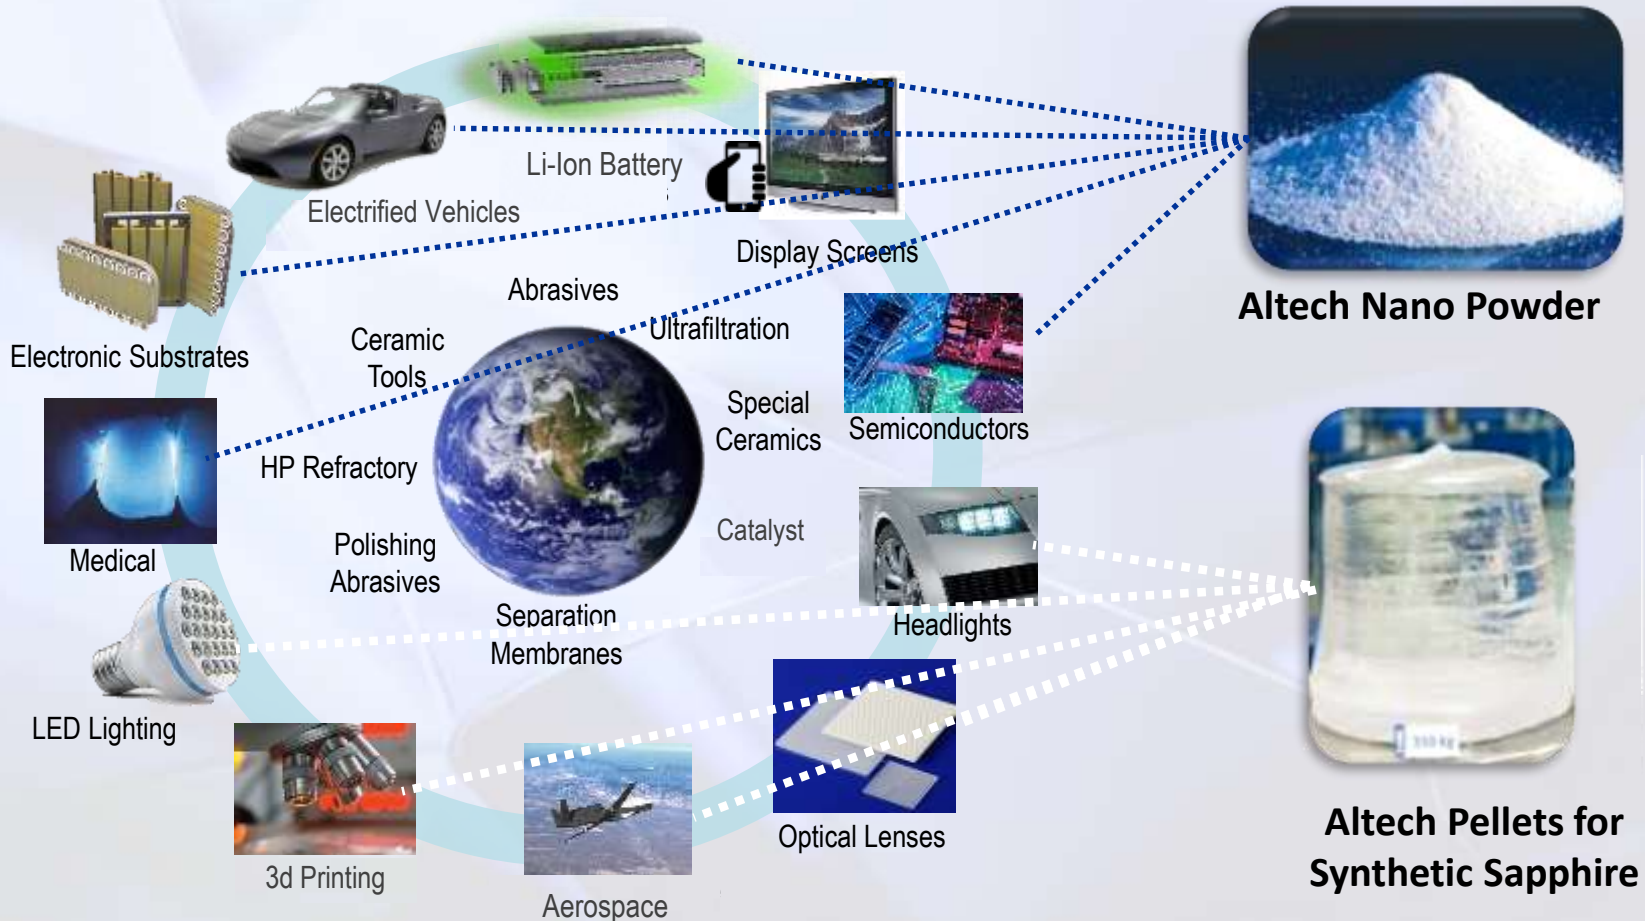 Li-Ion Battery
Electrified Vehicles
Display Screens
Abrasives
Altech Nano Powder
Ultrafiltration
Ceramic
Tools
Electronic Substrates
Special
Ceramics
Semiconductors
HP Refractory
Catalyst
Polishing
Abrasives
Medical
Separation
Membranes
Headlights
LED Lighting
Optical Lenses
Altech Pellets for
Synthetic Sapphire
3d Printing
Aerospace